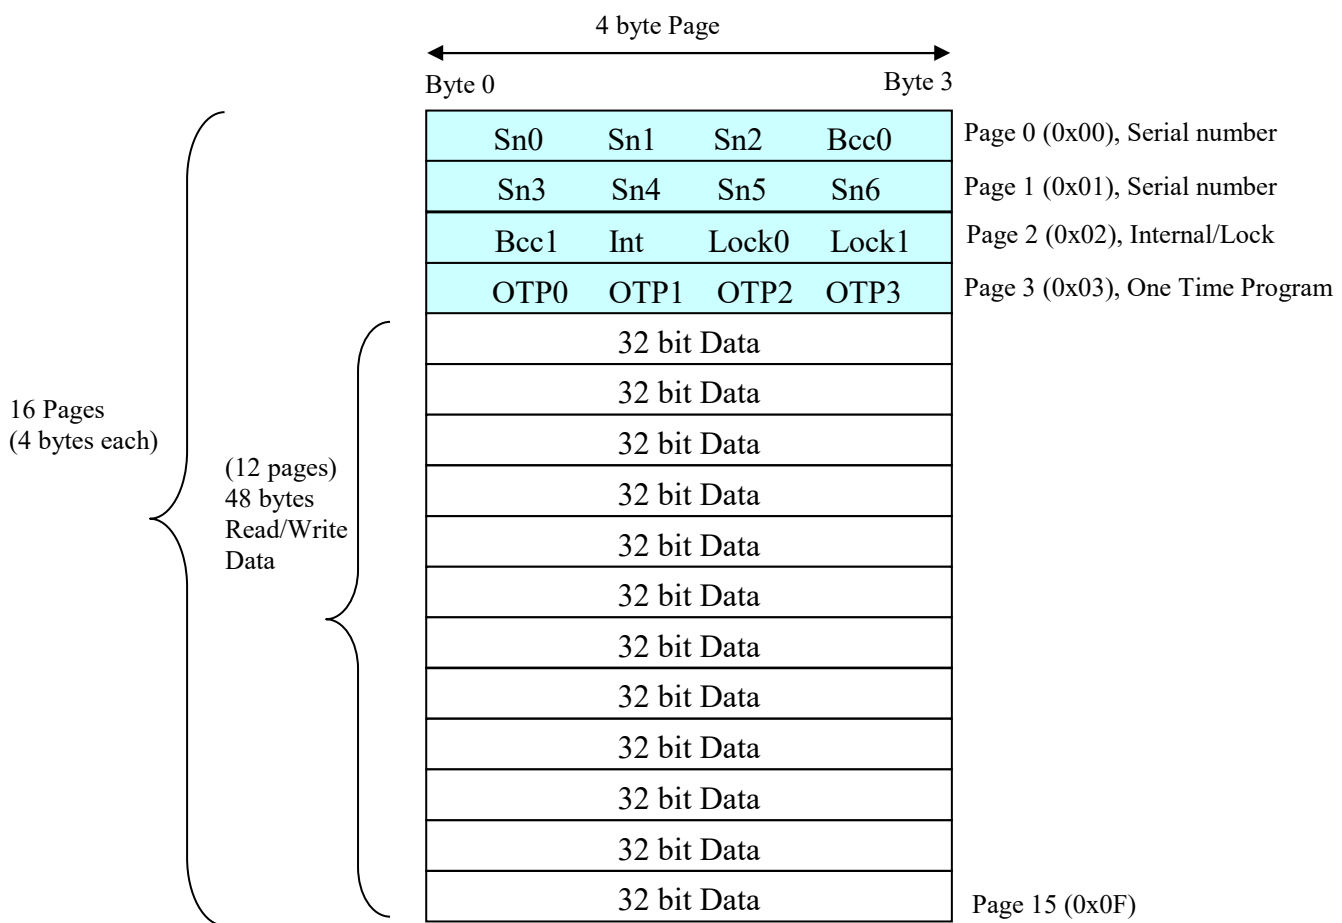 4 byte Page
Byte 0 Byte 3
Sn0 Sn1 Sn2 Bcc0 Page 0 (0x00), Serial number
Sn3 Sn4 Sn5 Sn6 Page 1 (0x01), Serial number
Bcc1 Int Lock0 Lock1 Page 2 (0x02), Internal/Lock
OTP0 OTP1 OTP2 OTP3 Page 3 (0x03), One Time Program
32 bit Data
32 bit Data
32 bit Data
32 bit Data
32 bit Data
32 bit Data
32 bit Data
32 bit Data
32 bit Data
32 bit Data
32 bit Data
32 bit Data Page 15 (0x0F)
16 Pages
(4 bytes each)
(12 pages)
48 bytes
Read/Write
Data